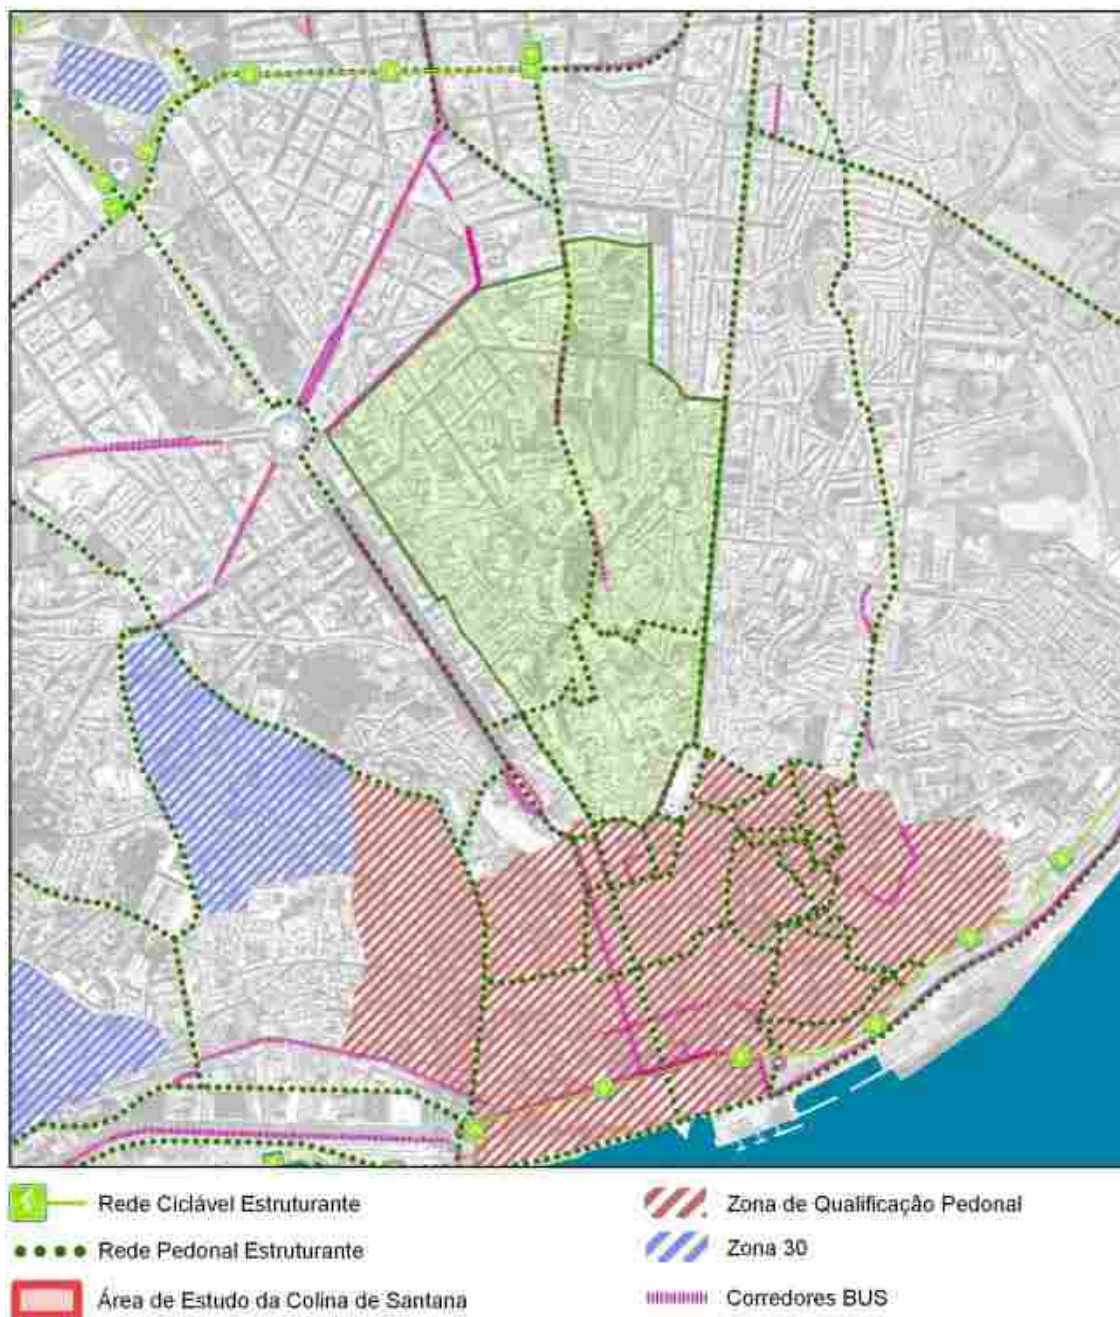 Rede Ciclável Estruturante
Rede Pedonal Estruturante
Área de Estudo da Colina de Santana
Zona de Qualificação Pedonal
Zona 30
Corredores BUS